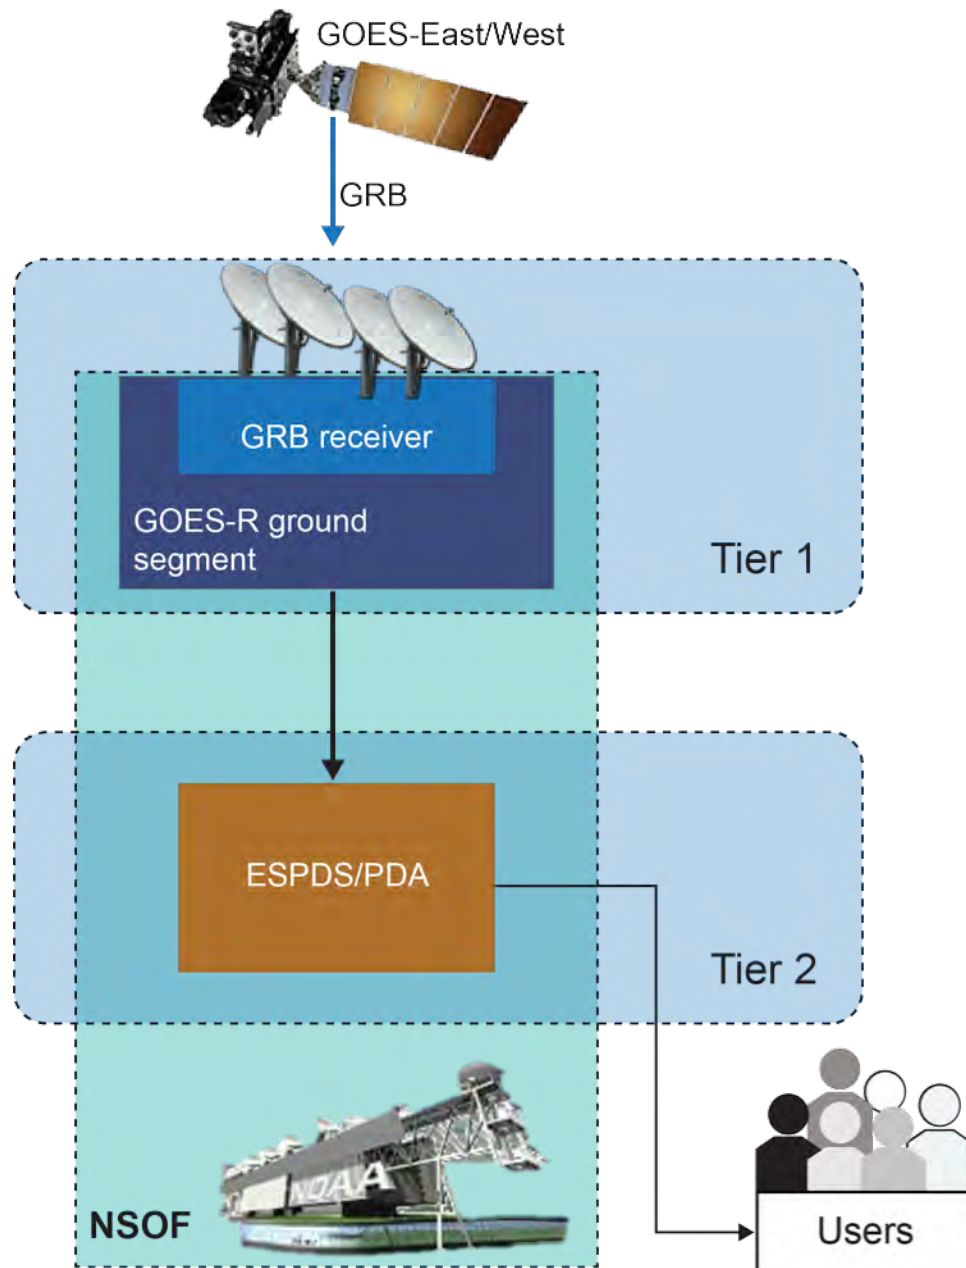 GOES-East/West
GRB
GRB receiver
GOES-R ground
segment
Tier 1
ESPDS/PDA
Tier 2
NOAA
NSOF
Users